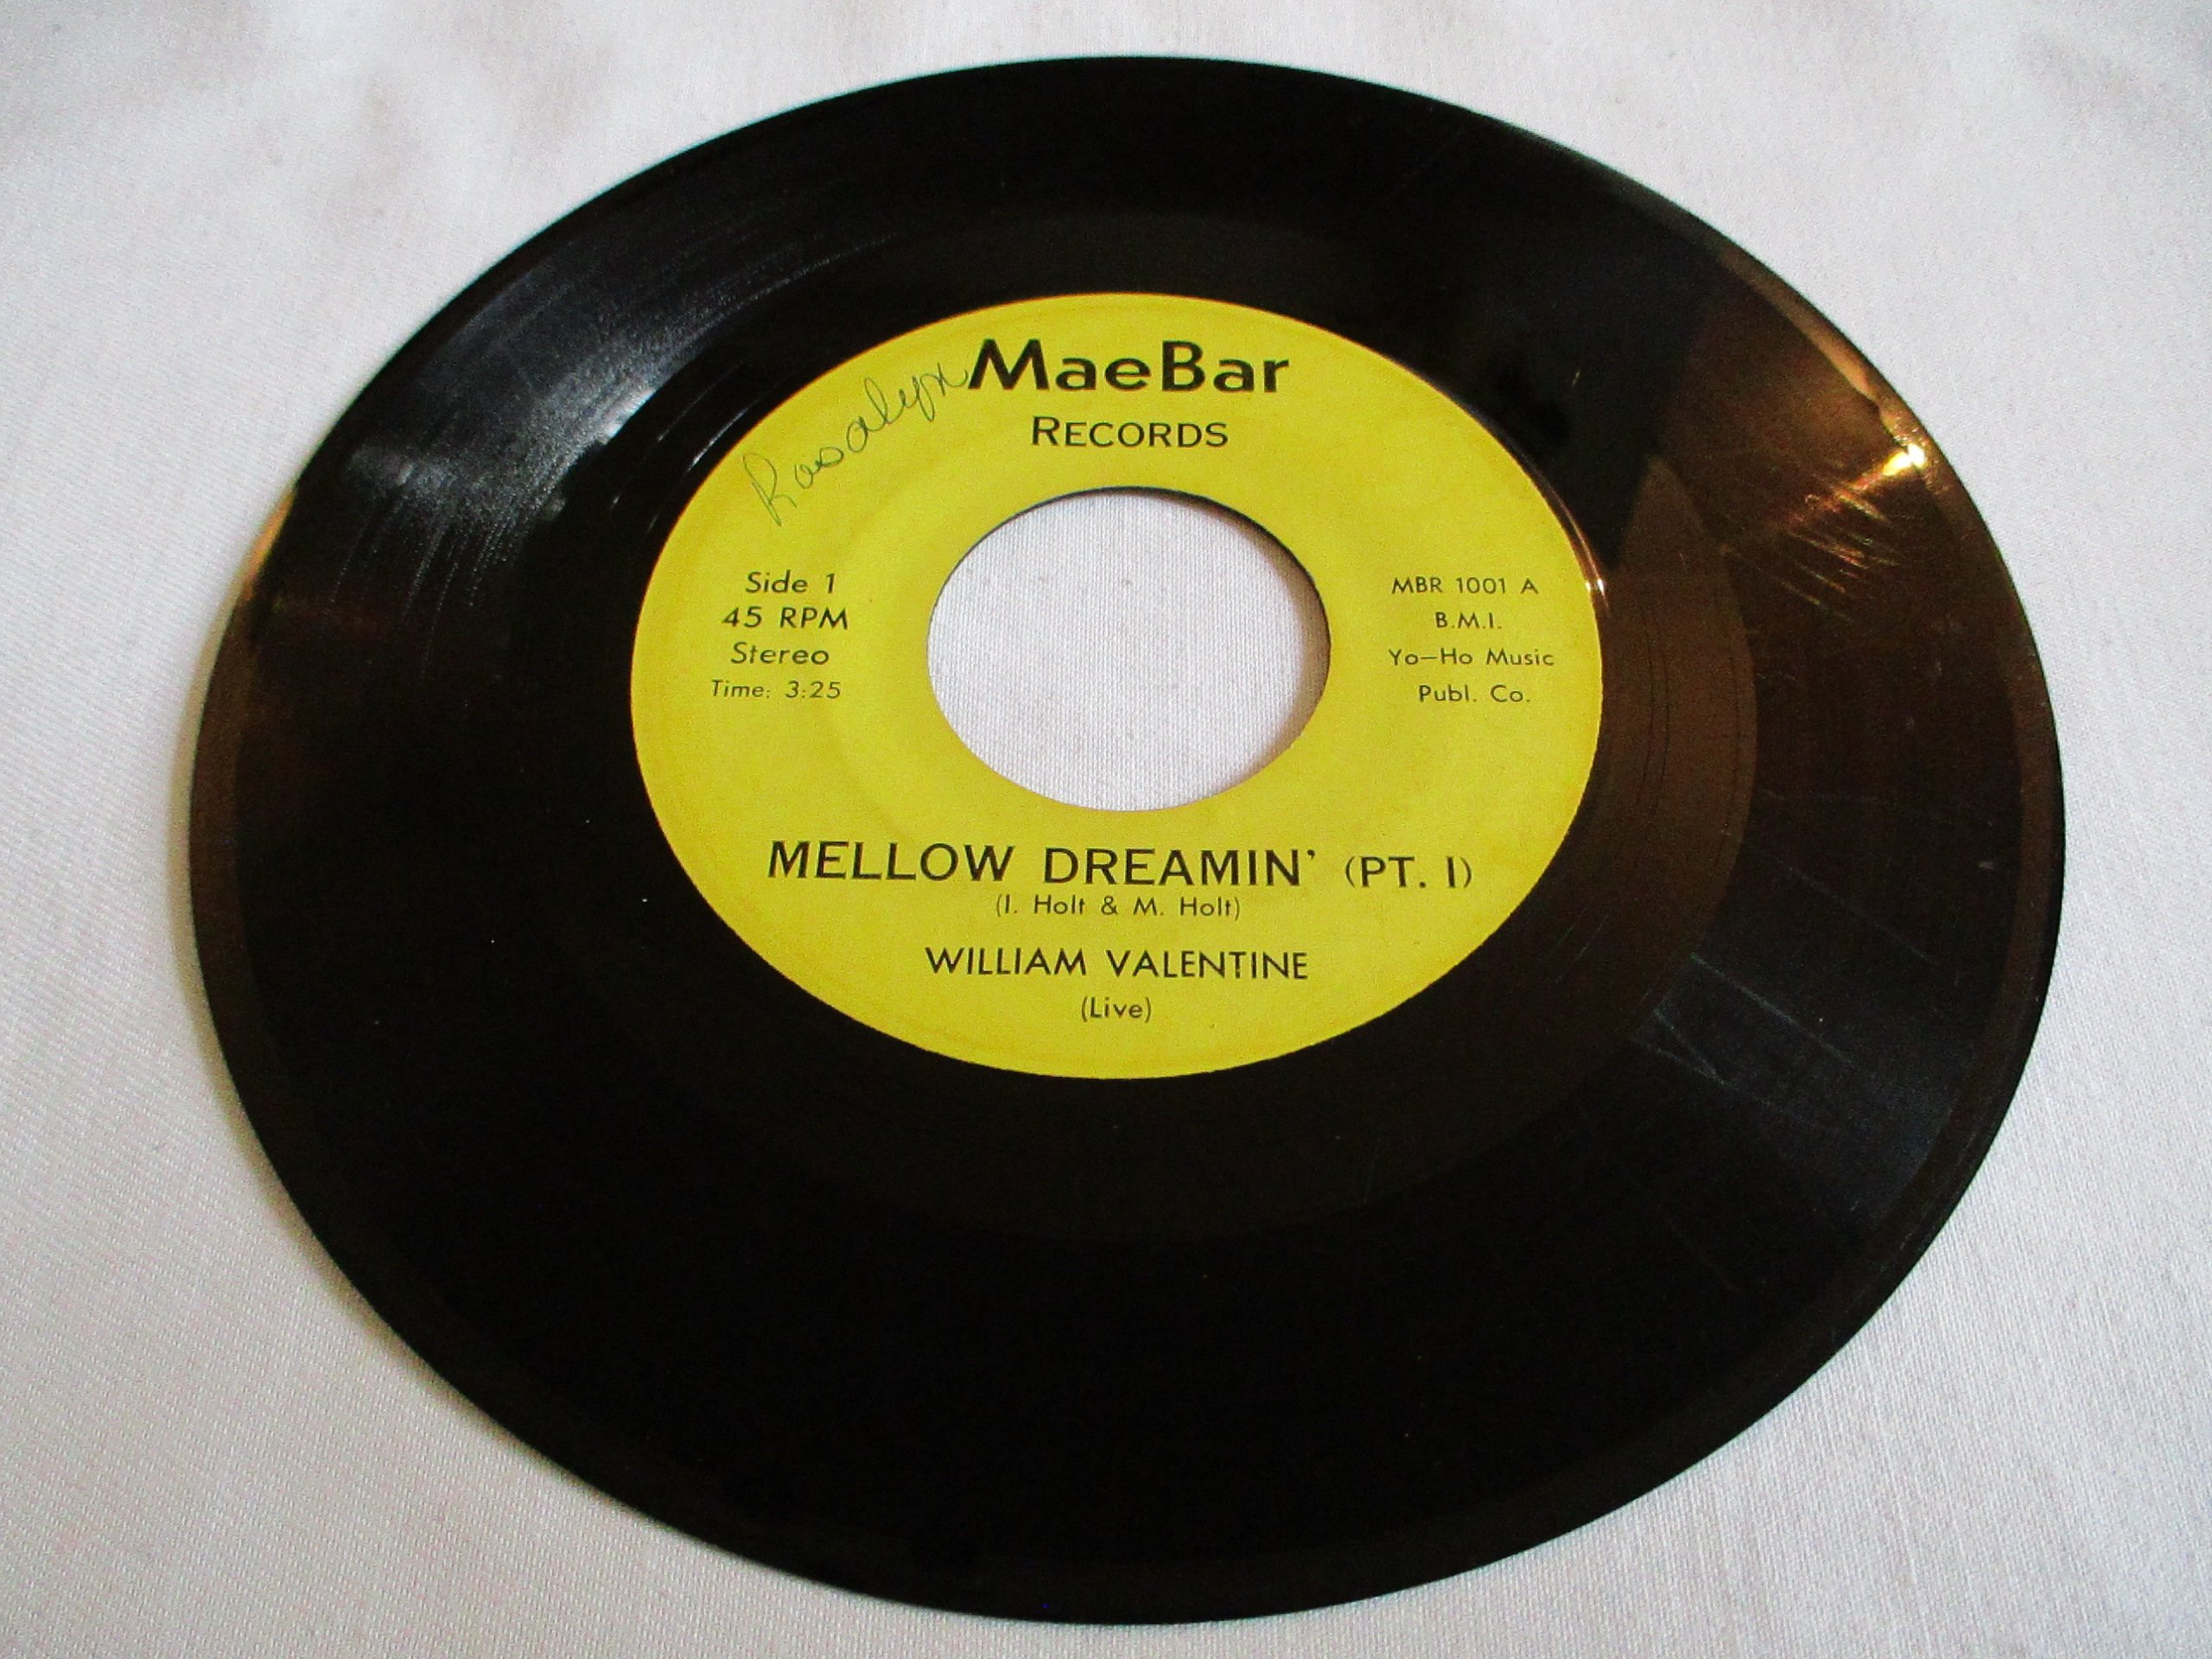 MaeBar
RECORDS
Rosalyn
Side 1
45 RPM
Stereo
Time: 3:25
MBR 1001 A
B.M.I.
Yo-Ho Music
Publ. Co.
MELLOW DREAMIN' (PT. I)
(I. Holt & M. Holt)
WILLIAM VALENTINE
(Live)